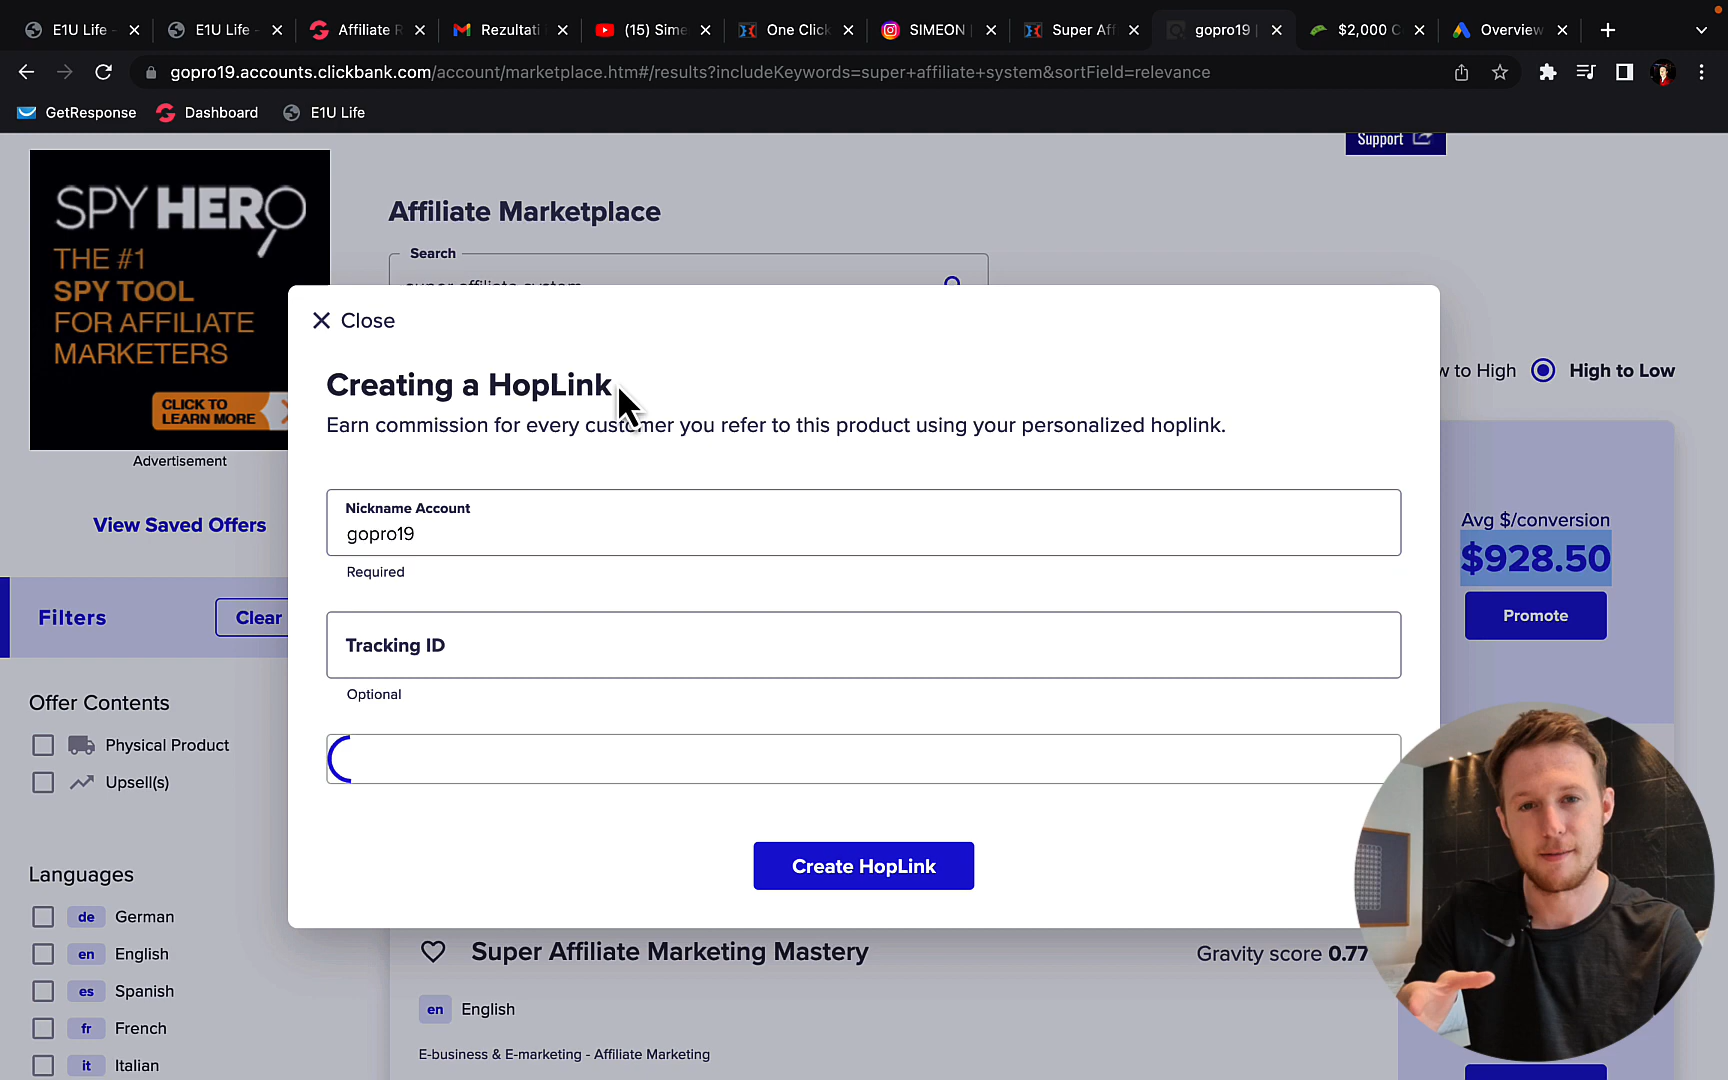 E1U Life
E1U Life
Affiliate
Rezultati
(15) Sime
One Click
SIMEON
Super Aff
gopro19
$2,000
Overview
gopro19.accounts.clickbank.com/account/marketplace.htm#/results?includeKeywords=super+affiliate+system&sortField=relevance
GetResponse
Dashboard
E1U Life
Support
SPY HERO
THE #1
SPY TOOL
FOR AFFILIATE
MARKETERS
CLICK TO
LEARN MORE
Advertisement
View Saved Offers
Filters
Clear
Offer Contents
Physical Product
Upsell(s)
Languages
de German
en English
es Spanish
fr French
it Italian
Affiliate Marketplace
Search
super affiliate system
w to High
High to Low
Close
Creating a HopLink
Earn commission for every customer you refer to this product using your personalized hoplink.
Nickname Account
gopro19
Required
Tracking ID
Optional
Create HopLink
Avg $/conversion
$928.50
Promote
Super Affiliate Marketing Mastery
Gravity score 0.77
en English
E-business & E-marketing - Affiliate Marketing